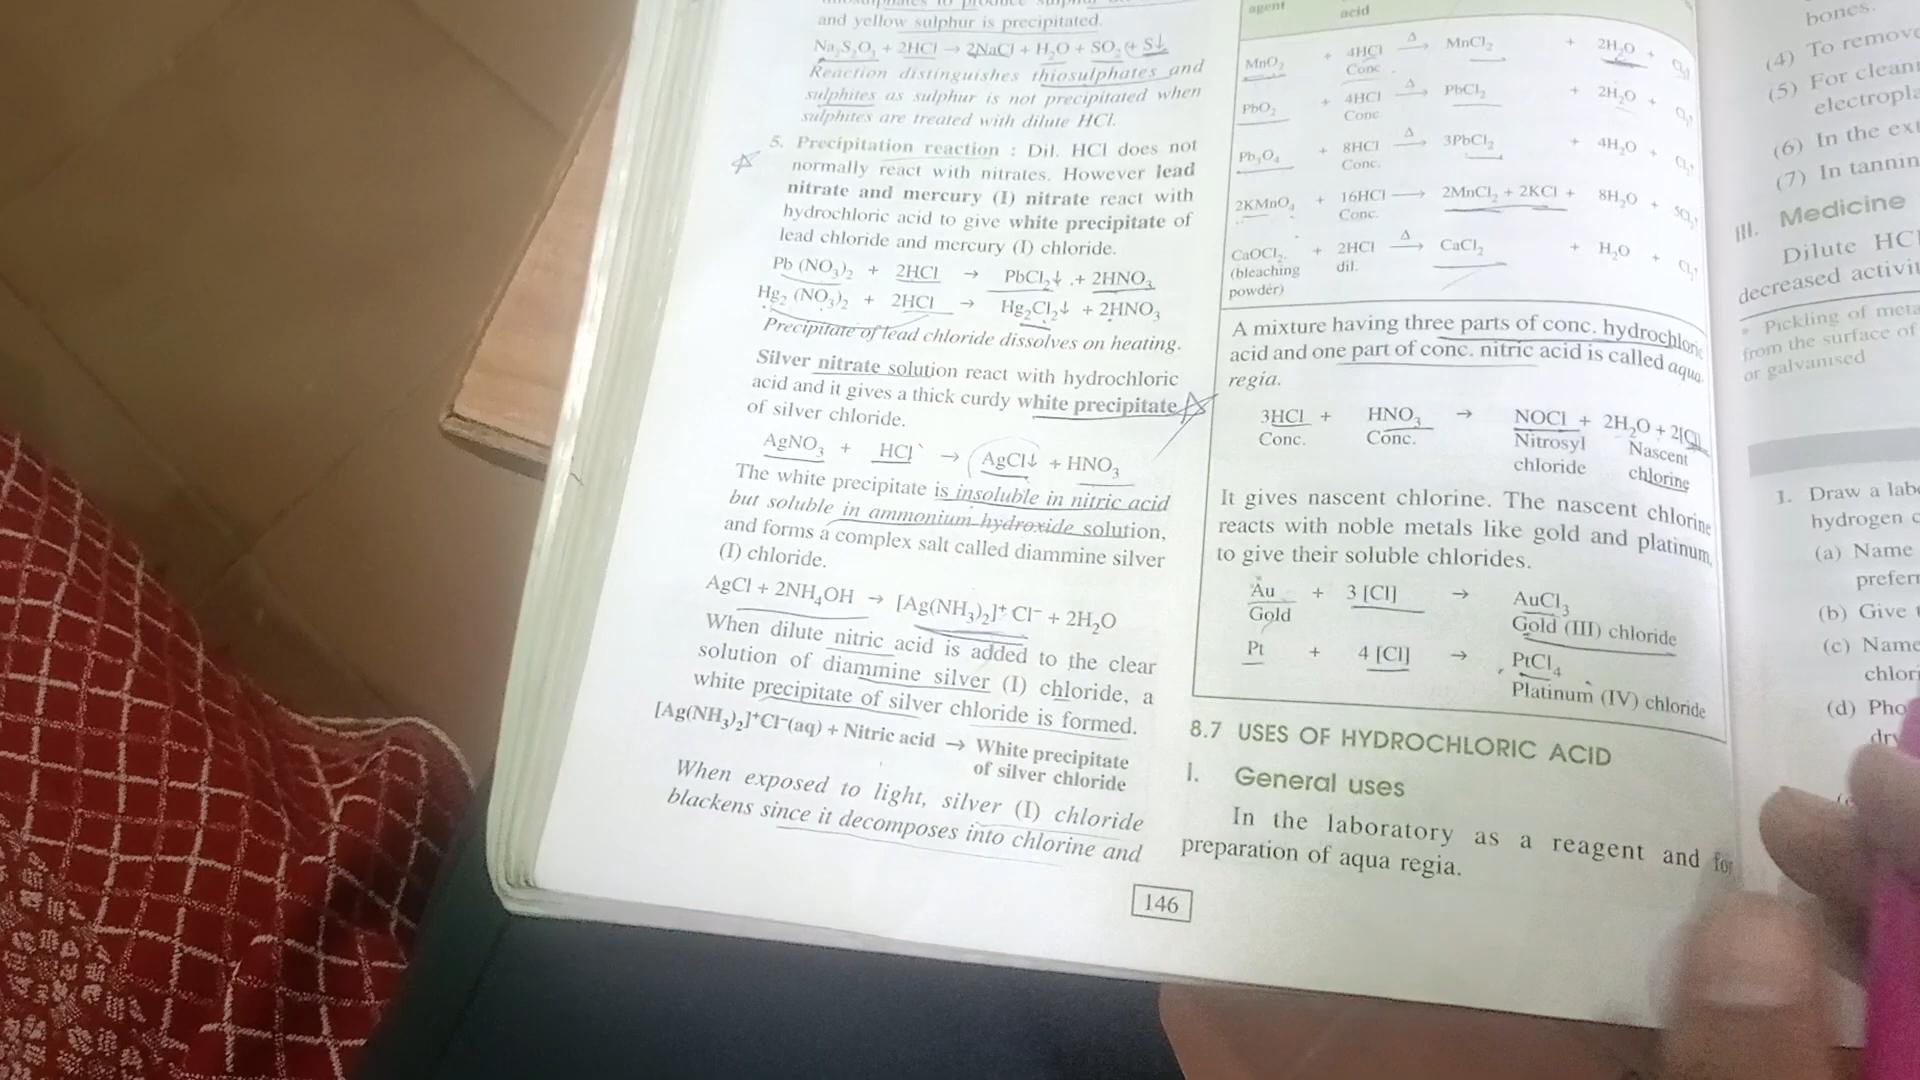 and yellow sulphur is precipitated.
Na₂S₂O₃ + 2HCl → 2NaCl + H₂O + SO₂ + S↓
Reaction distinguishes thiosulphates and
sulphites as sulphur is not precipitated when
sulphites are treated with dilute HCl.
5. Precipitation reaction : Dil. HCl does not
normally react with nitrates. However lead
nitrate and mercury (I) nitrate react with
hydrochloric acid to give white precipitate of
lead chloride and mercury (I) chloride.
Pb (NO₃)₂ + 2HCl → PbCl₂↓ + 2HNO₃
Hg₂ (NO₃)₂ + 2HCl → Hg₂Cl₂↓ + 2HNO₃
Precipitate of lead chloride dissolves on heating.
Silver nitrate solution react with hydrochloric
acid and it gives a thick curdy white precipitate
of silver chloride.
AgNO₃ + HCl → AgCl↓ + HNO₃
The white precipitate is insoluble in nitric acid
but soluble in ammonium hydroxide solution,
and forms a complex salt called diammine silver
(I) chloride.
AgCl + 2NH₄OH → [Ag(NH₃)₂]⁺ Cl⁻ + 2H₂O
When dilute nitric acid is added to the clear
solution of diammine silver (I) chloride, a
white precipitate of silver chloride is formed.
[Ag(NH₃)₂]⁺Cl⁻(aq) + Nitric acid → White precipitate
of silver chloride
When exposed to light, silver (I) chloride
blackens since it decomposes into chlorine and
agent acid
MnO₂ + 4HCl Δ→ MnCl₂ + 2H₂O + Cl₂↑
Conc.
PbO₂ + 4HCl Δ→ PbCl₂ + 2H₂O + Cl₂↑
Conc.
Pb₃O₄ + 8HCl Δ→ 3PbCl₂ + 4H₂O + Cl₂↑
Conc.
2KMnO₄ + 16HCl → 2MnCl₂ + 2KCl + 8H₂O + 5Cl₂↑
Conc.
CaOCl₂ + 2HCl Δ→ CaCl₂ + H₂O + Cl₂↑
(bleaching dil.
powder)
A mixture having three parts of conc. hydrochloric
acid and one part of conc. nitric acid is called aqua
regia.
3HCl + HNO₃ → NOCl + 2H₂O + 2[Cl]
Conc. Conc. Nitrosyl Nascent
chloride chlorine
It gives nascent chlorine. The nascent chlorine
reacts with noble metals like gold and platinum,
to give their soluble chlorides.
Au + 3 [Cl] → AuCl₃
Gold Gold (III) chloride
Pt + 4 [Cl] → PtCl₄
Platinum (IV) chloride
8.7 USES OF HYDROCHLORIC ACID
I. General uses
In the laboratory as a reagent and for
preparation of aqua regia.
146
bones.
(4) To remove
(5) For clean
electropla
(6) In the ext
(7) In tannin
III. Medicine
Dilute HCl
decreased activit
* Pickling of meta
from the surface of
or galvanised
1. Draw a labe
hydrogen c
(a) Name
prefer
(b) Give
(c) Name
chlor
(d) Pho
dry